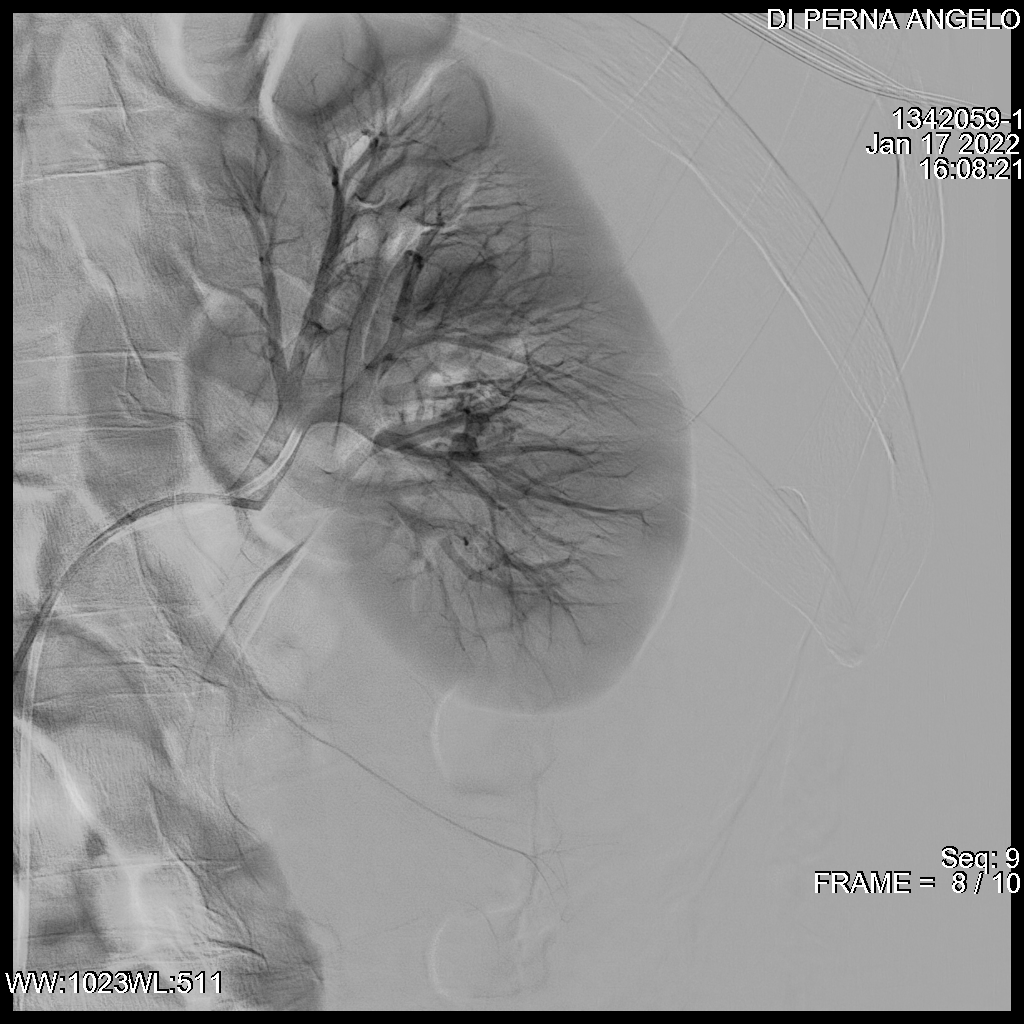 DI PERNA ANGELO
1342059-1
Jan 17 2022
16:08:21
Seq: 9
FRAME = 8 / 10
WW:1023WL:511